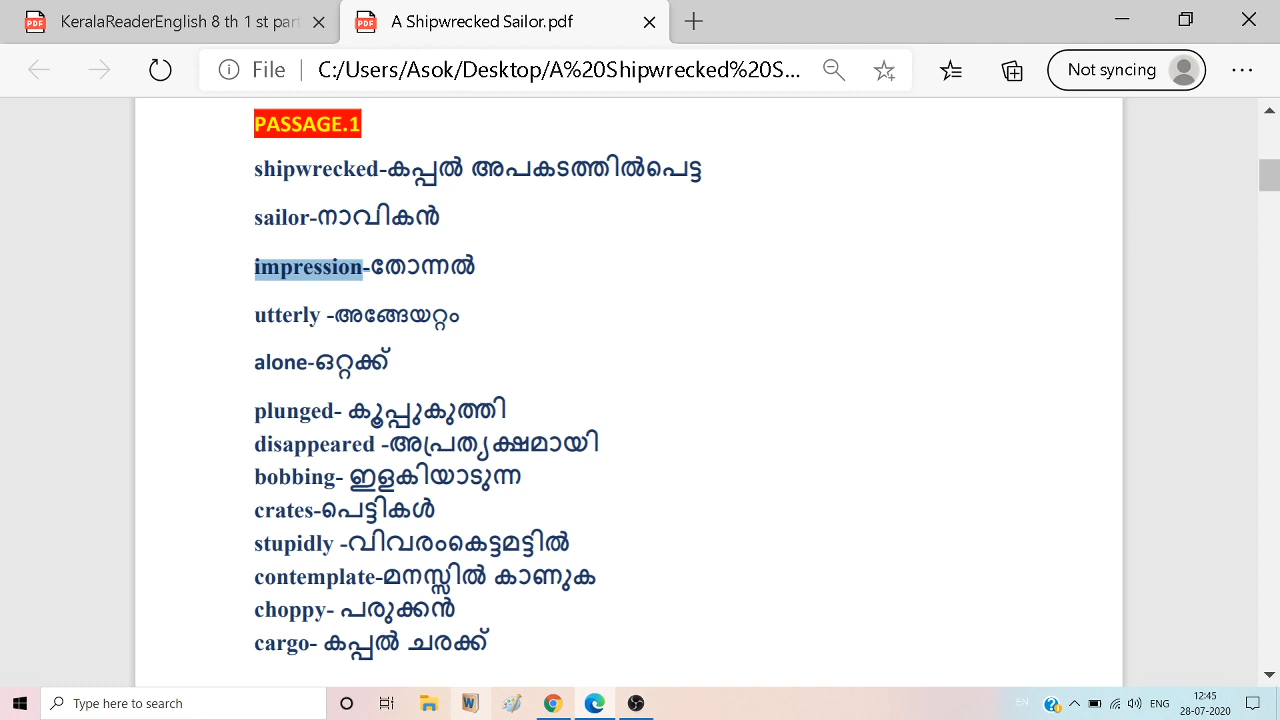 KeralaReaderEnglish 8 th 1 st part
A Shipwrecked Sailor.pdf
File
C:/Users/Asok/Desktop/A%20Shipwrecked%20S...
Not syncing
PASSAGE.1
shipwrecked-കപ്പൽ അപകടത്തിൽപെട്ട
sailor-നാവികൻ
impression-തോന്നൽ
utterly -അങ്ങേയറ്റം
alone-ഒറ്റക്ക്
plunged- കൂപ്പുകുത്തി
disappeared -അപ്രത്യക്ഷമായി
bobbing- ഇളകിയാടുന്ന
crates-പെട്ടികൾ
stupidly -വിവരംകെട്ടമട്ടിൽ
contemplate-മനസ്സിൽ കാണുക
choppy- പരുക്കൻ
cargo- കപ്പൽ ചരക്ക്
Type here to search
EN
ENG
12:45
28-07-2020